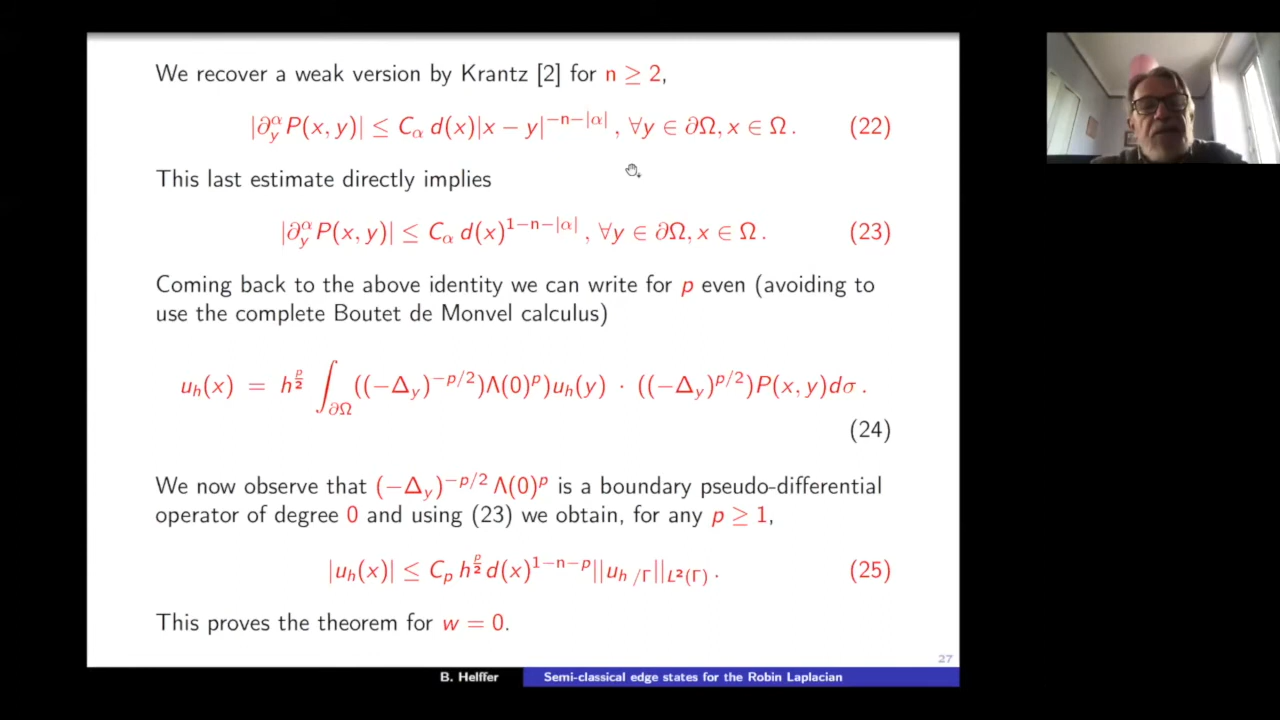 We recover a weak version by Krantz [2] for n ≥ 2,
|∂_y^α P(x, y)| ≤ C_α d(x)|x − y|^{−n−|α|} , ∀y ∈ ∂Ω, x ∈ Ω . (22)
This last estimate directly implies
|∂_y^α P(x, y)| ≤ C_α d(x)^{1−n−|α|} , ∀y ∈ ∂Ω, x ∈ Ω . (23)
Coming back to the above identity we can write for p even (avoiding to
use the complete Boutet de Monvel calculus)
u_h(x) = h^{p/2} ∫_{∂Ω} ((−Δ_y)^{−p/2})Λ(0)^p)u_h(y) · ((−Δ_y)^{p/2})P(x, y)dσ .
(24)
We now observe that (−Δ_y)^{−p/2} Λ(0)^p is a boundary pseudo-differential
operator of degree 0 and using (23) we obtain, for any p ≥ 1,
|u_h(x)| ≤ C_p h^{p/2} d(x)^{1−n−p} ||u_h /Γ||_{L²(Γ)} . (25)
This proves the theorem for w = 0.
27
B. Helffer Semi-classical edge states for the Robin Laplacian